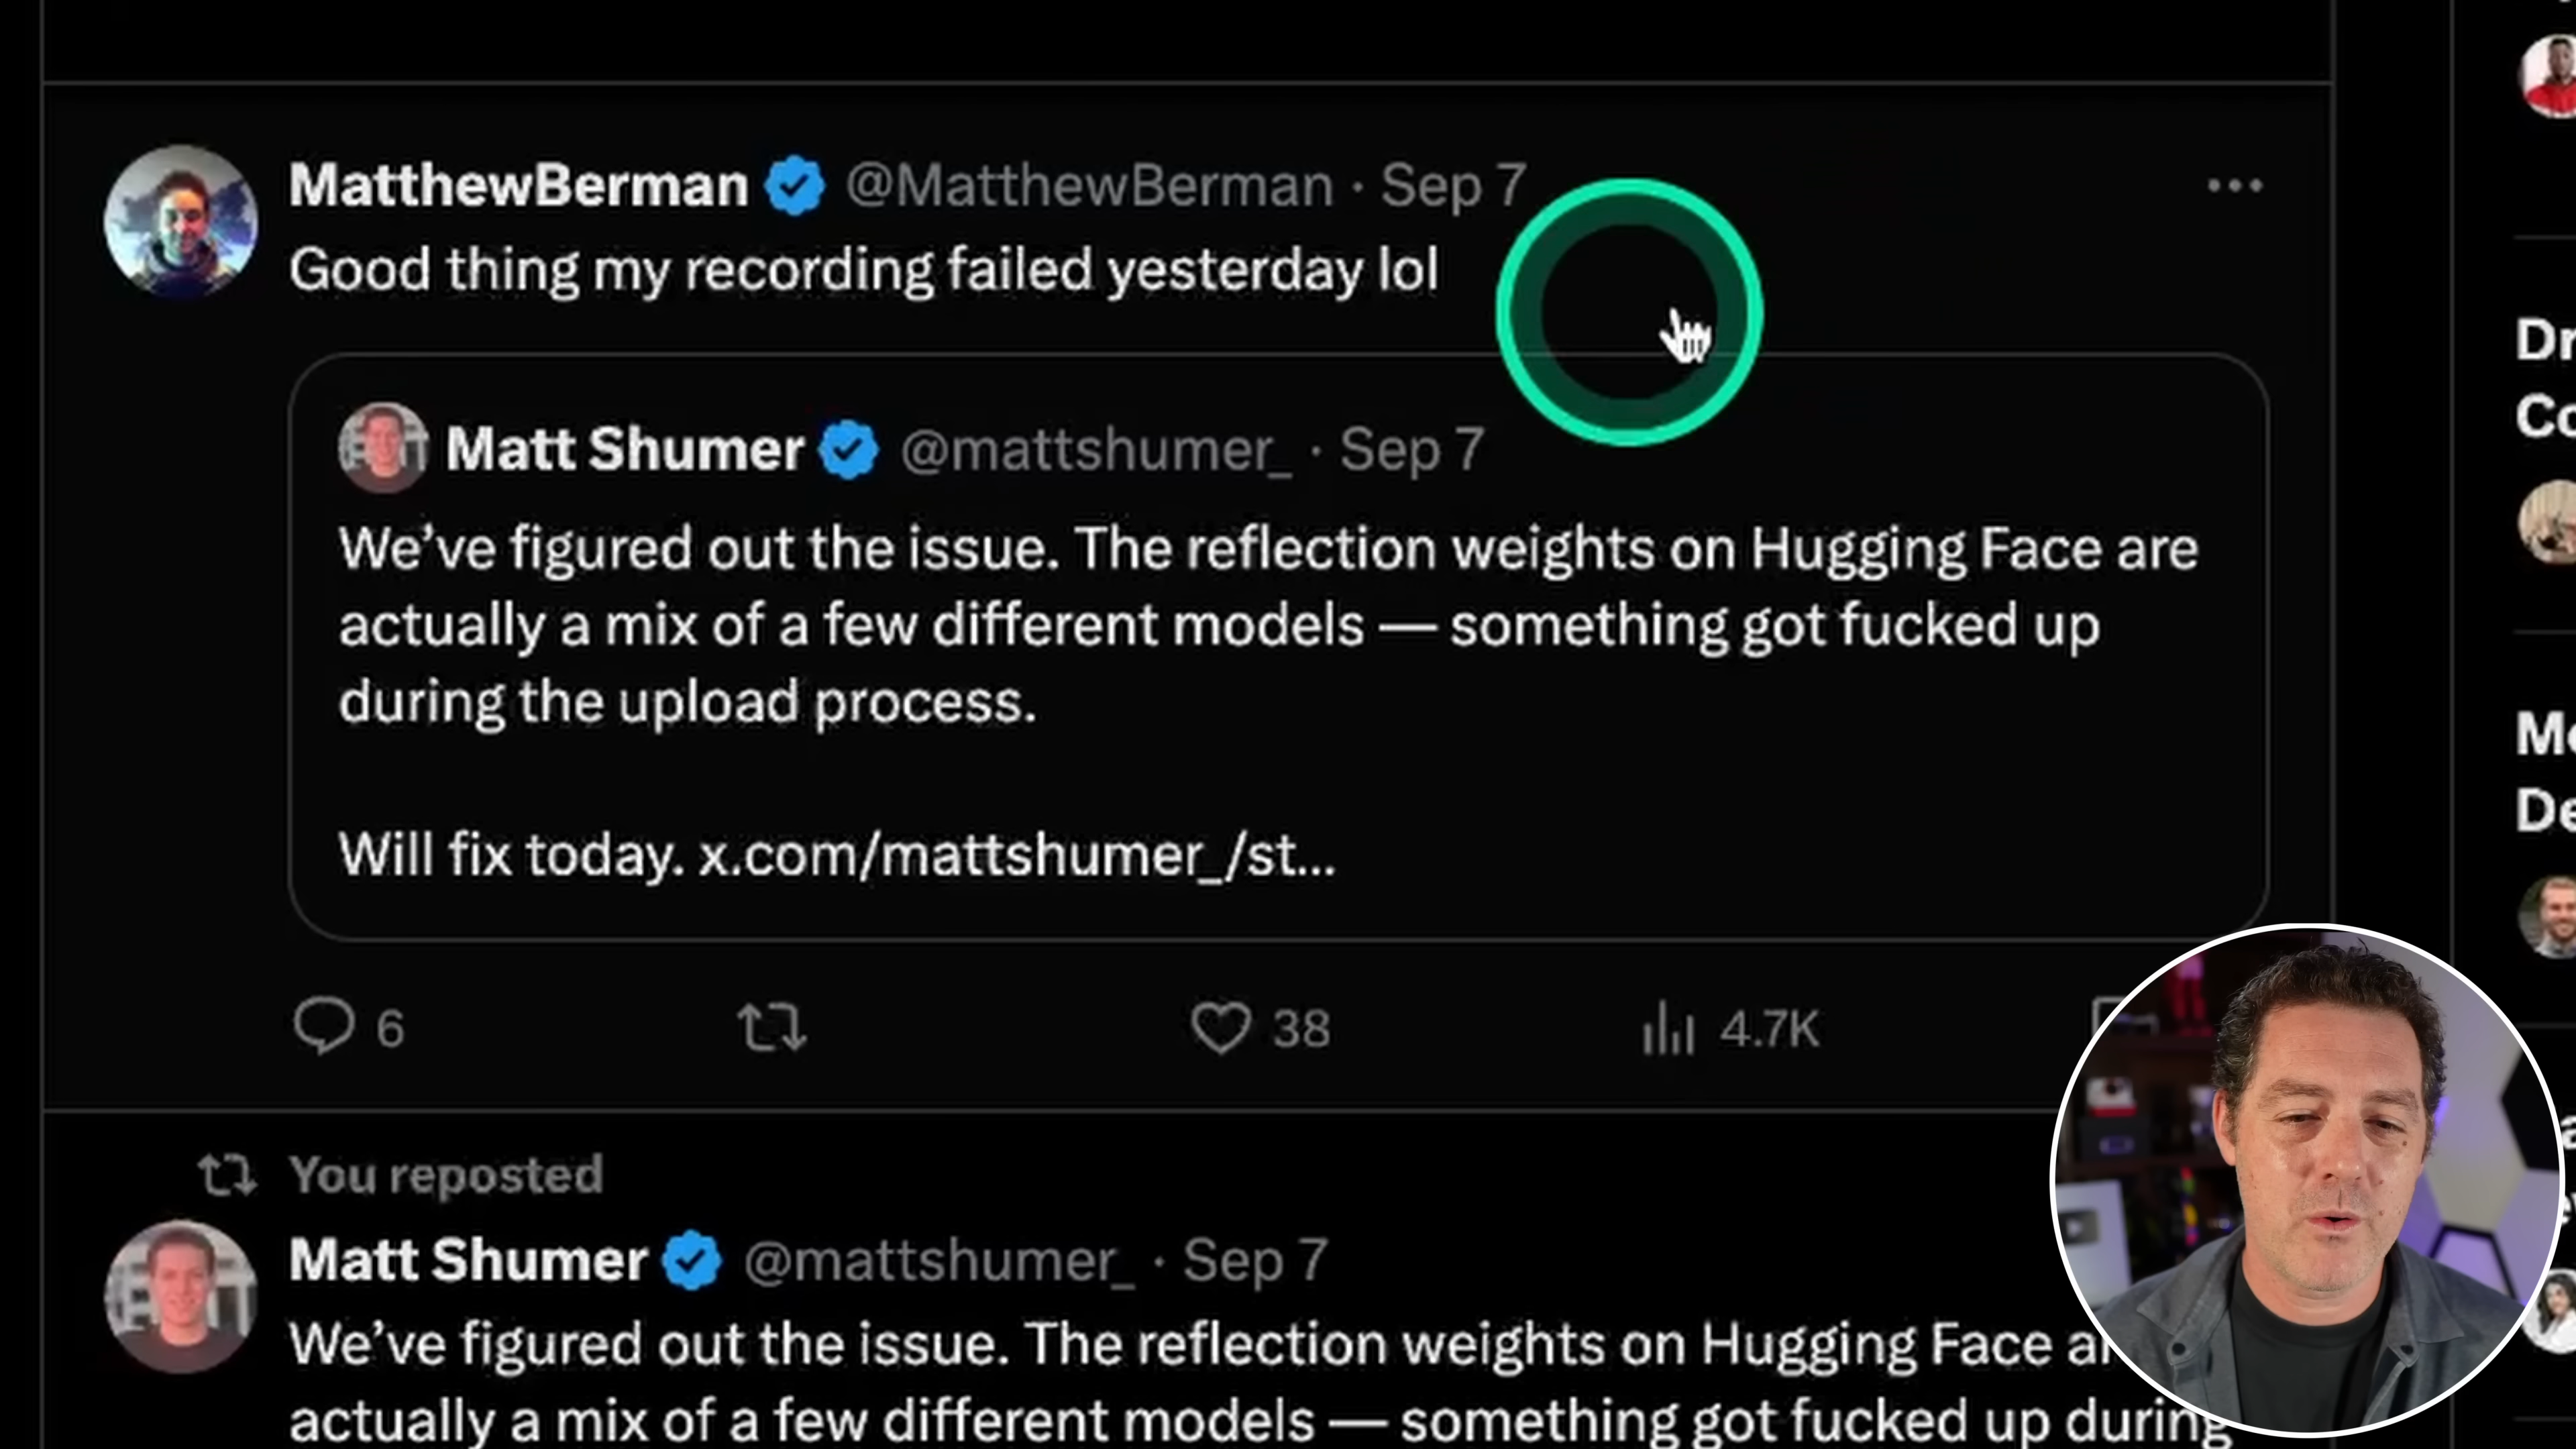 MatthewBerman @MatthewBerman · Sep 7
Good thing my recording failed yesterday lol
Matt Shumer @mattshumer_ · Sep 7
We’ve figured out the issue. The reflection weights on Hugging Face are
actually a mix of a few different models — something got fucked up
during the upload process.
Will fix today. x.com/mattshumer_/st...
6 38 4.7K
You reposted
Matt Shumer @mattshumer_ · Sep 7
We’ve figured out the issue. The reflection weights on Hugging Face
actually a mix of a few different models — something got fucked up during
Dr
Co
De